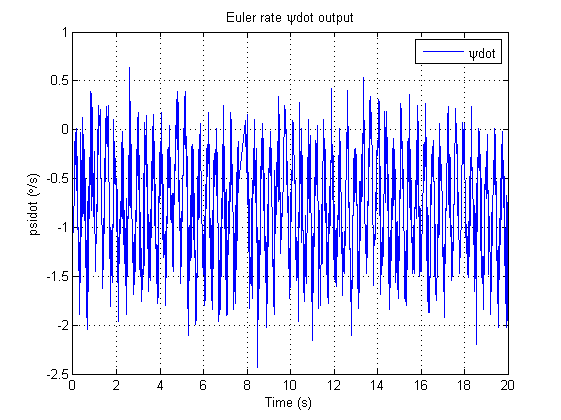 Euler rate ψdot output
ψdot
1
0.5
0
-0.5
-1
-1.5
-2
-2.5
psidot (º/s)
0 2 4 6 8 10 12 14 16 18 20
Time (s)